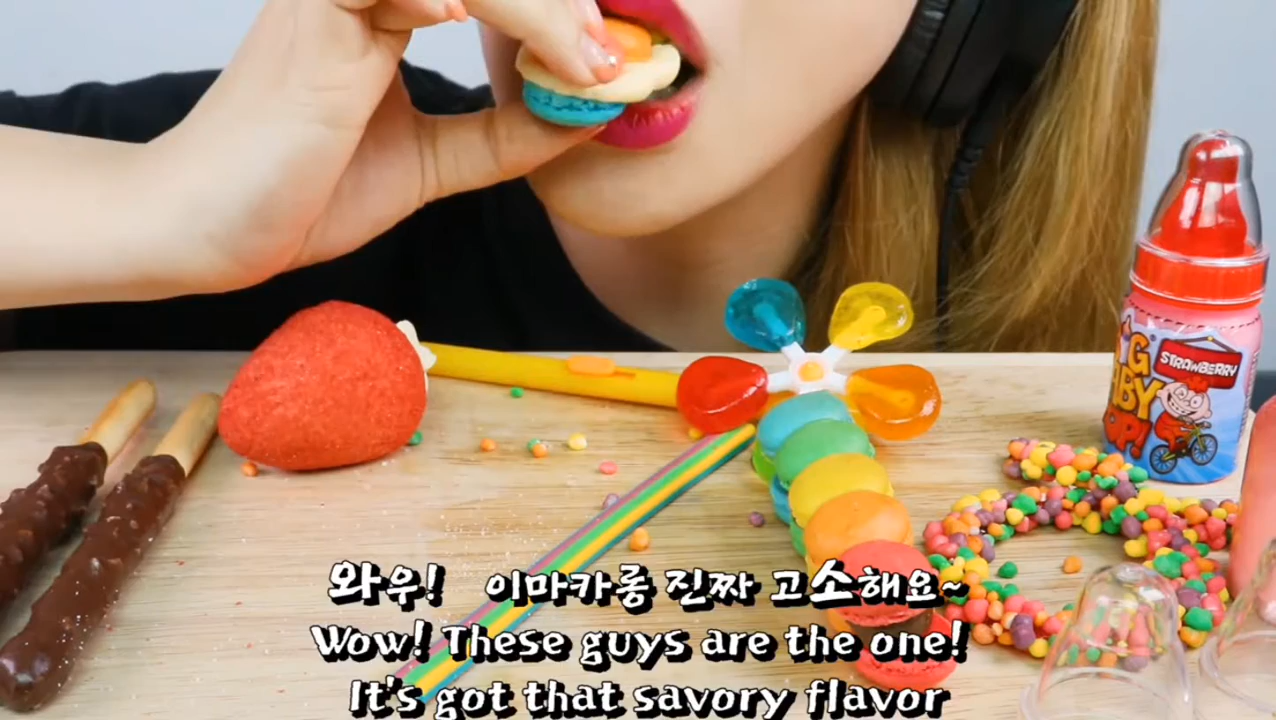 STRAWBERRY
와우! 이마카롱 진짜 고소해요~
Wow! These guys are the one!
It's got that savory flavor